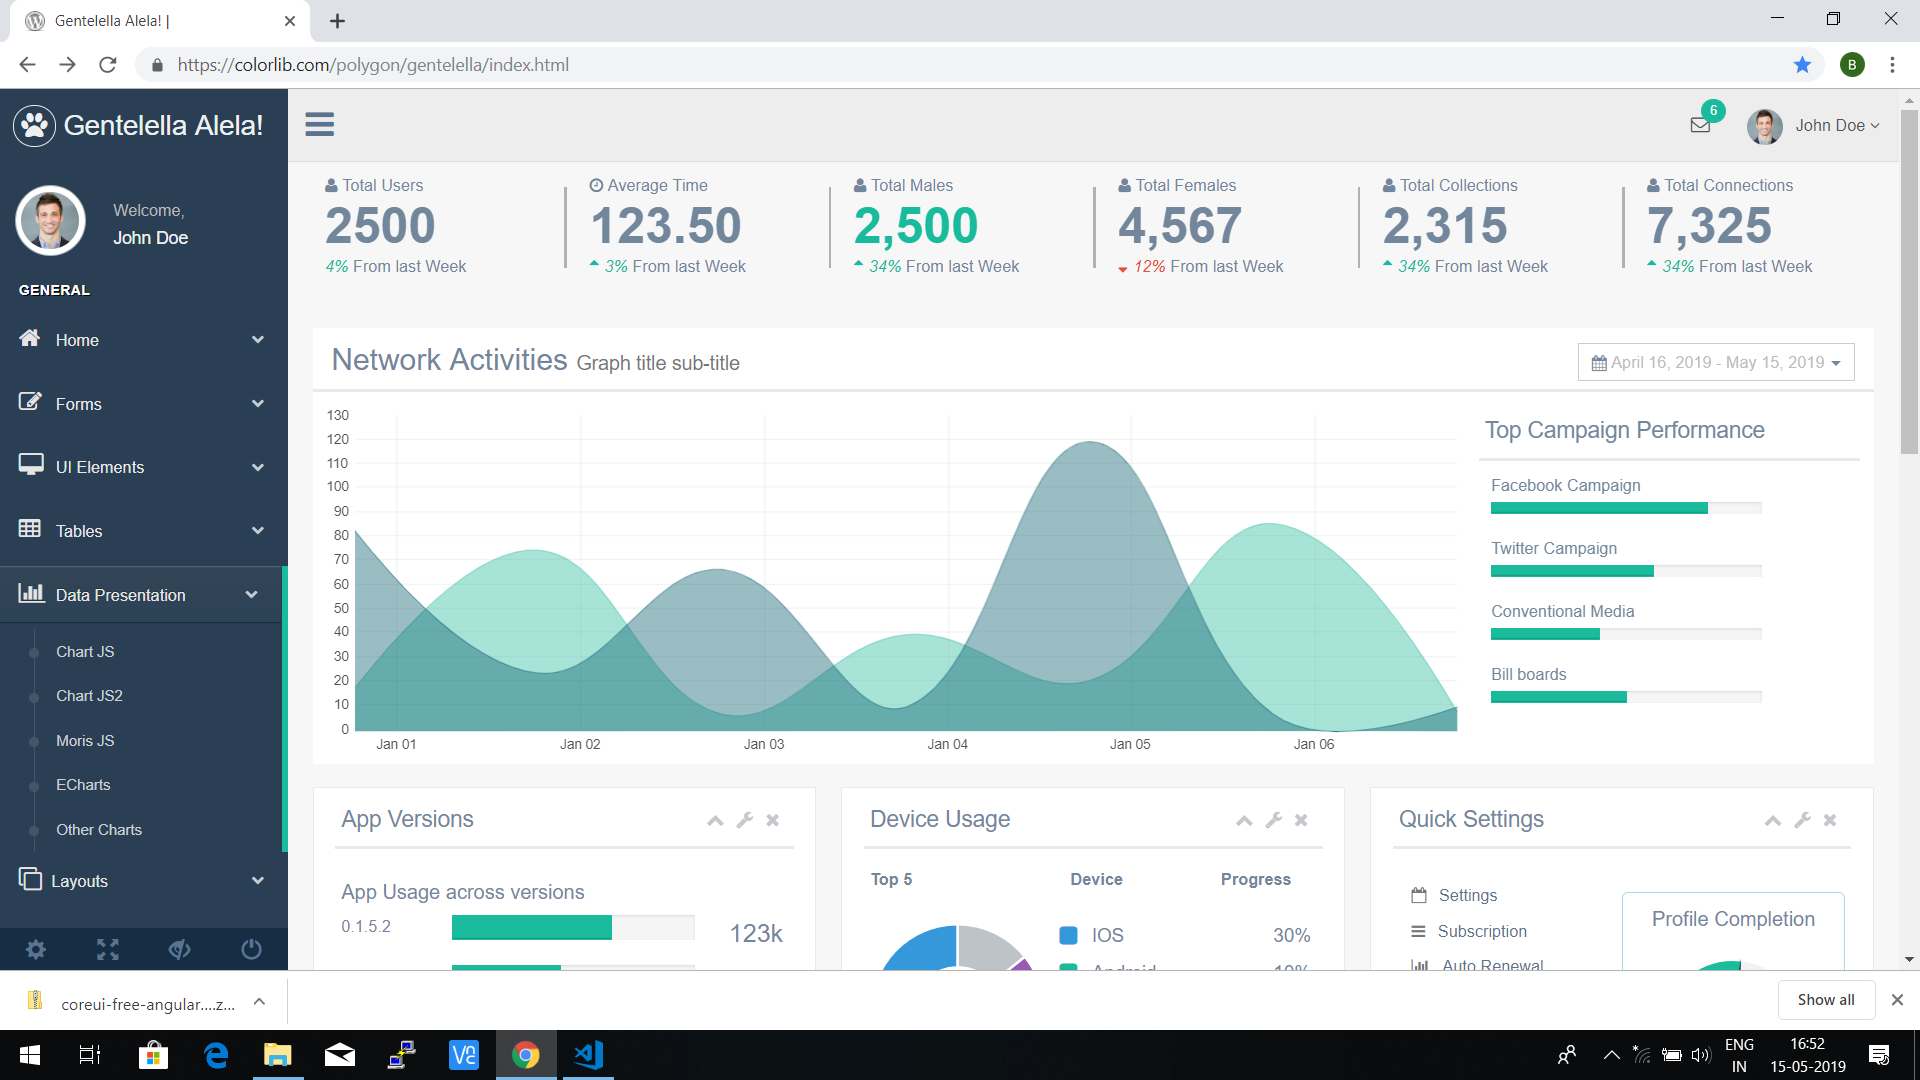 Gentelella Alela! |
https://colorlib.com/polygon/gentelella/index.html
B
Gentelella Alela!
6
John Doe
Welcome,
John Doe
GENERAL
Home
Forms
UI Elements
Tables
Data Presentation
Chart JS
Chart JS2
Moris JS
ECharts
Other Charts
Layouts
Total Users
2500
4% From last Week
Average Time
123.50
3% From last Week
Total Males
2,500
34% From last Week
Total Females
4,567
12% From last Week
Total Collections
2,315
34% From last Week
Total Connections
7,325
34% From last Week
Network Activities Graph title sub-title
April 16, 2019 - May 15, 2019
130
120
110
100
90
80
70
60
50
40
30
20
10
0
Jan 01 Jan 02 Jan 03 Jan 04 Jan 05 Jan 06
Top Campaign Performance
Facebook Campaign
Twitter Campaign
Conventional Media
Bill boards
App Versions
App Usage across versions
0.1.5.2
123k
Device Usage
Top 5 Device Progress
IOS 30%
Android 10%
Quick Settings
Settings
Subscription
Auto Renewal
Profile Completion
coreui-free-angular....z...
Show all
VC
ENG
IN
16:52
15-05-2019